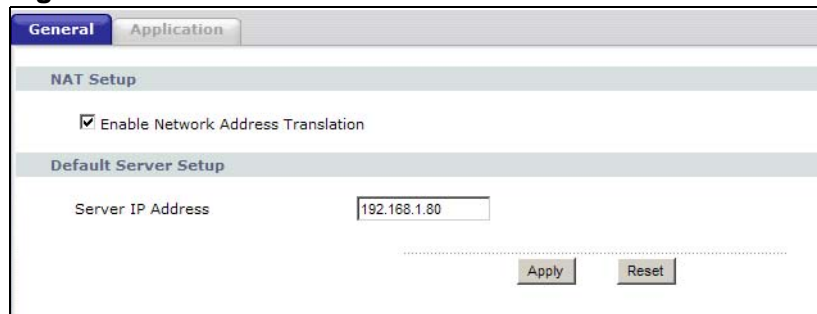 General Application
NAT Setup
Enable Network Address Translation
Default Server Setup
Server IP Address 192.168.1.80
Apply Reset